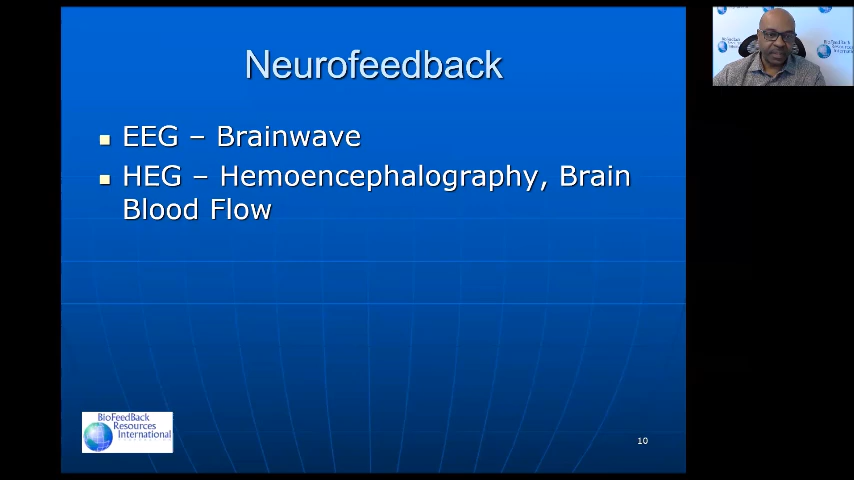 Neurofeedback
EEG – Brainwave
HEG – Hemoencephalography, Brain
Blood Flow
BioFeedBack
Resources
International
10